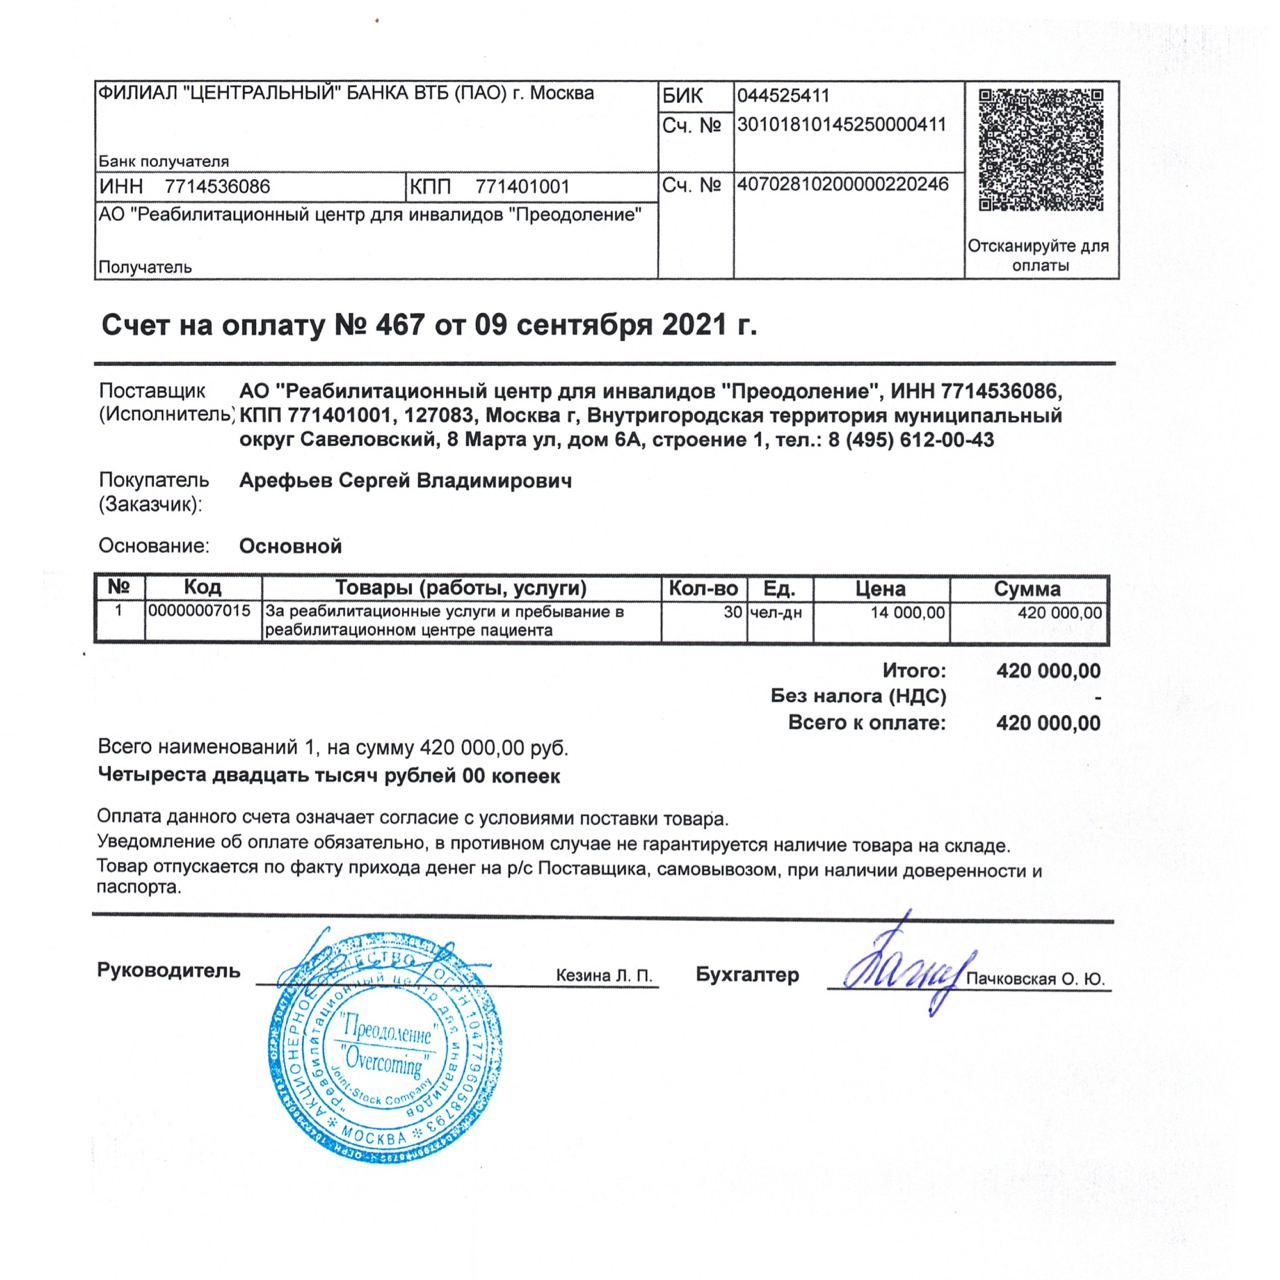 ФИЛИАЛ "ЦЕНТРАЛЬНЫЙ" БАНКА ВТБ (ПАО) г. Москва
БИК 044525411
Сч. № 30101810145250000411
Банк получателя
ИНН 7714536086 КПП 771401001 Сч. № 40702810200000220246
АО "Реабилитационный центр для инвалидов "Преодоление"
Получатель
Отсканируйте для
оплаты
Счет на оплату № 467 от 09 сентября 2021 г.
Поставщик АО "Реабилитационный центр для инвалидов "Преодоление", ИНН 7714536086,
(Исполнитель) КПП 771401001, 127083, Москва г, Внутригородская территория муниципальный
округ Савеловский, 8 Марта ул, дом 6А, строение 1, тел.: 8 (495) 612-00-43
Покупатель Арефьев Сергей Владимирович
(Заказчик):
Основание: Основной
№ Код Товары (работы, услуги) Кол-во Ед. Цена Сумма
1 00000007015 За реабилитационные услуги и пребывание в 30 чел-дн 14 000,00 420 000,00
реабилитационном центре пациента
Итого: 420 000,00
Без налога (НДС) -
Всего к оплате: 420 000,00
Всего наименований 1, на сумму 420 000,00 руб.
Четыреста двадцать тысяч рублей 00 копеек
Оплата данного счета означает согласие с условиями поставки товара.
Уведомление об оплате обязательно, в противном случае не гарантируется наличие товара на складе.
Товар отпускается по факту прихода денег на р/с Поставщика, самовывозом, при наличии доверенности и
паспорта.
Руководитель Кезина Л. П. Бухгалтер Пачковская О. Ю.
АКЦИОНЕРНОЕ ОБЩЕСТВО ОГРН 1047796058793
"Реабилитационный центр для инвалидов
"Преодоление"
"Overcoming"
Joint-Stock Company
* МОСКВА *